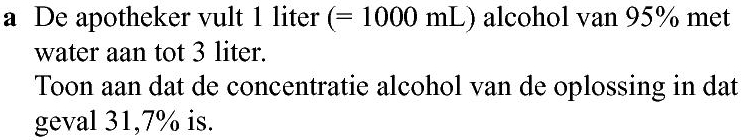 a De apotheker vult 1 liter (= 1000 mL) alcohol van 95% met
water aan tot 3 liter.
Toon aan dat de concentratie alcohol van de oplossing in dat
geval 31,7% is.